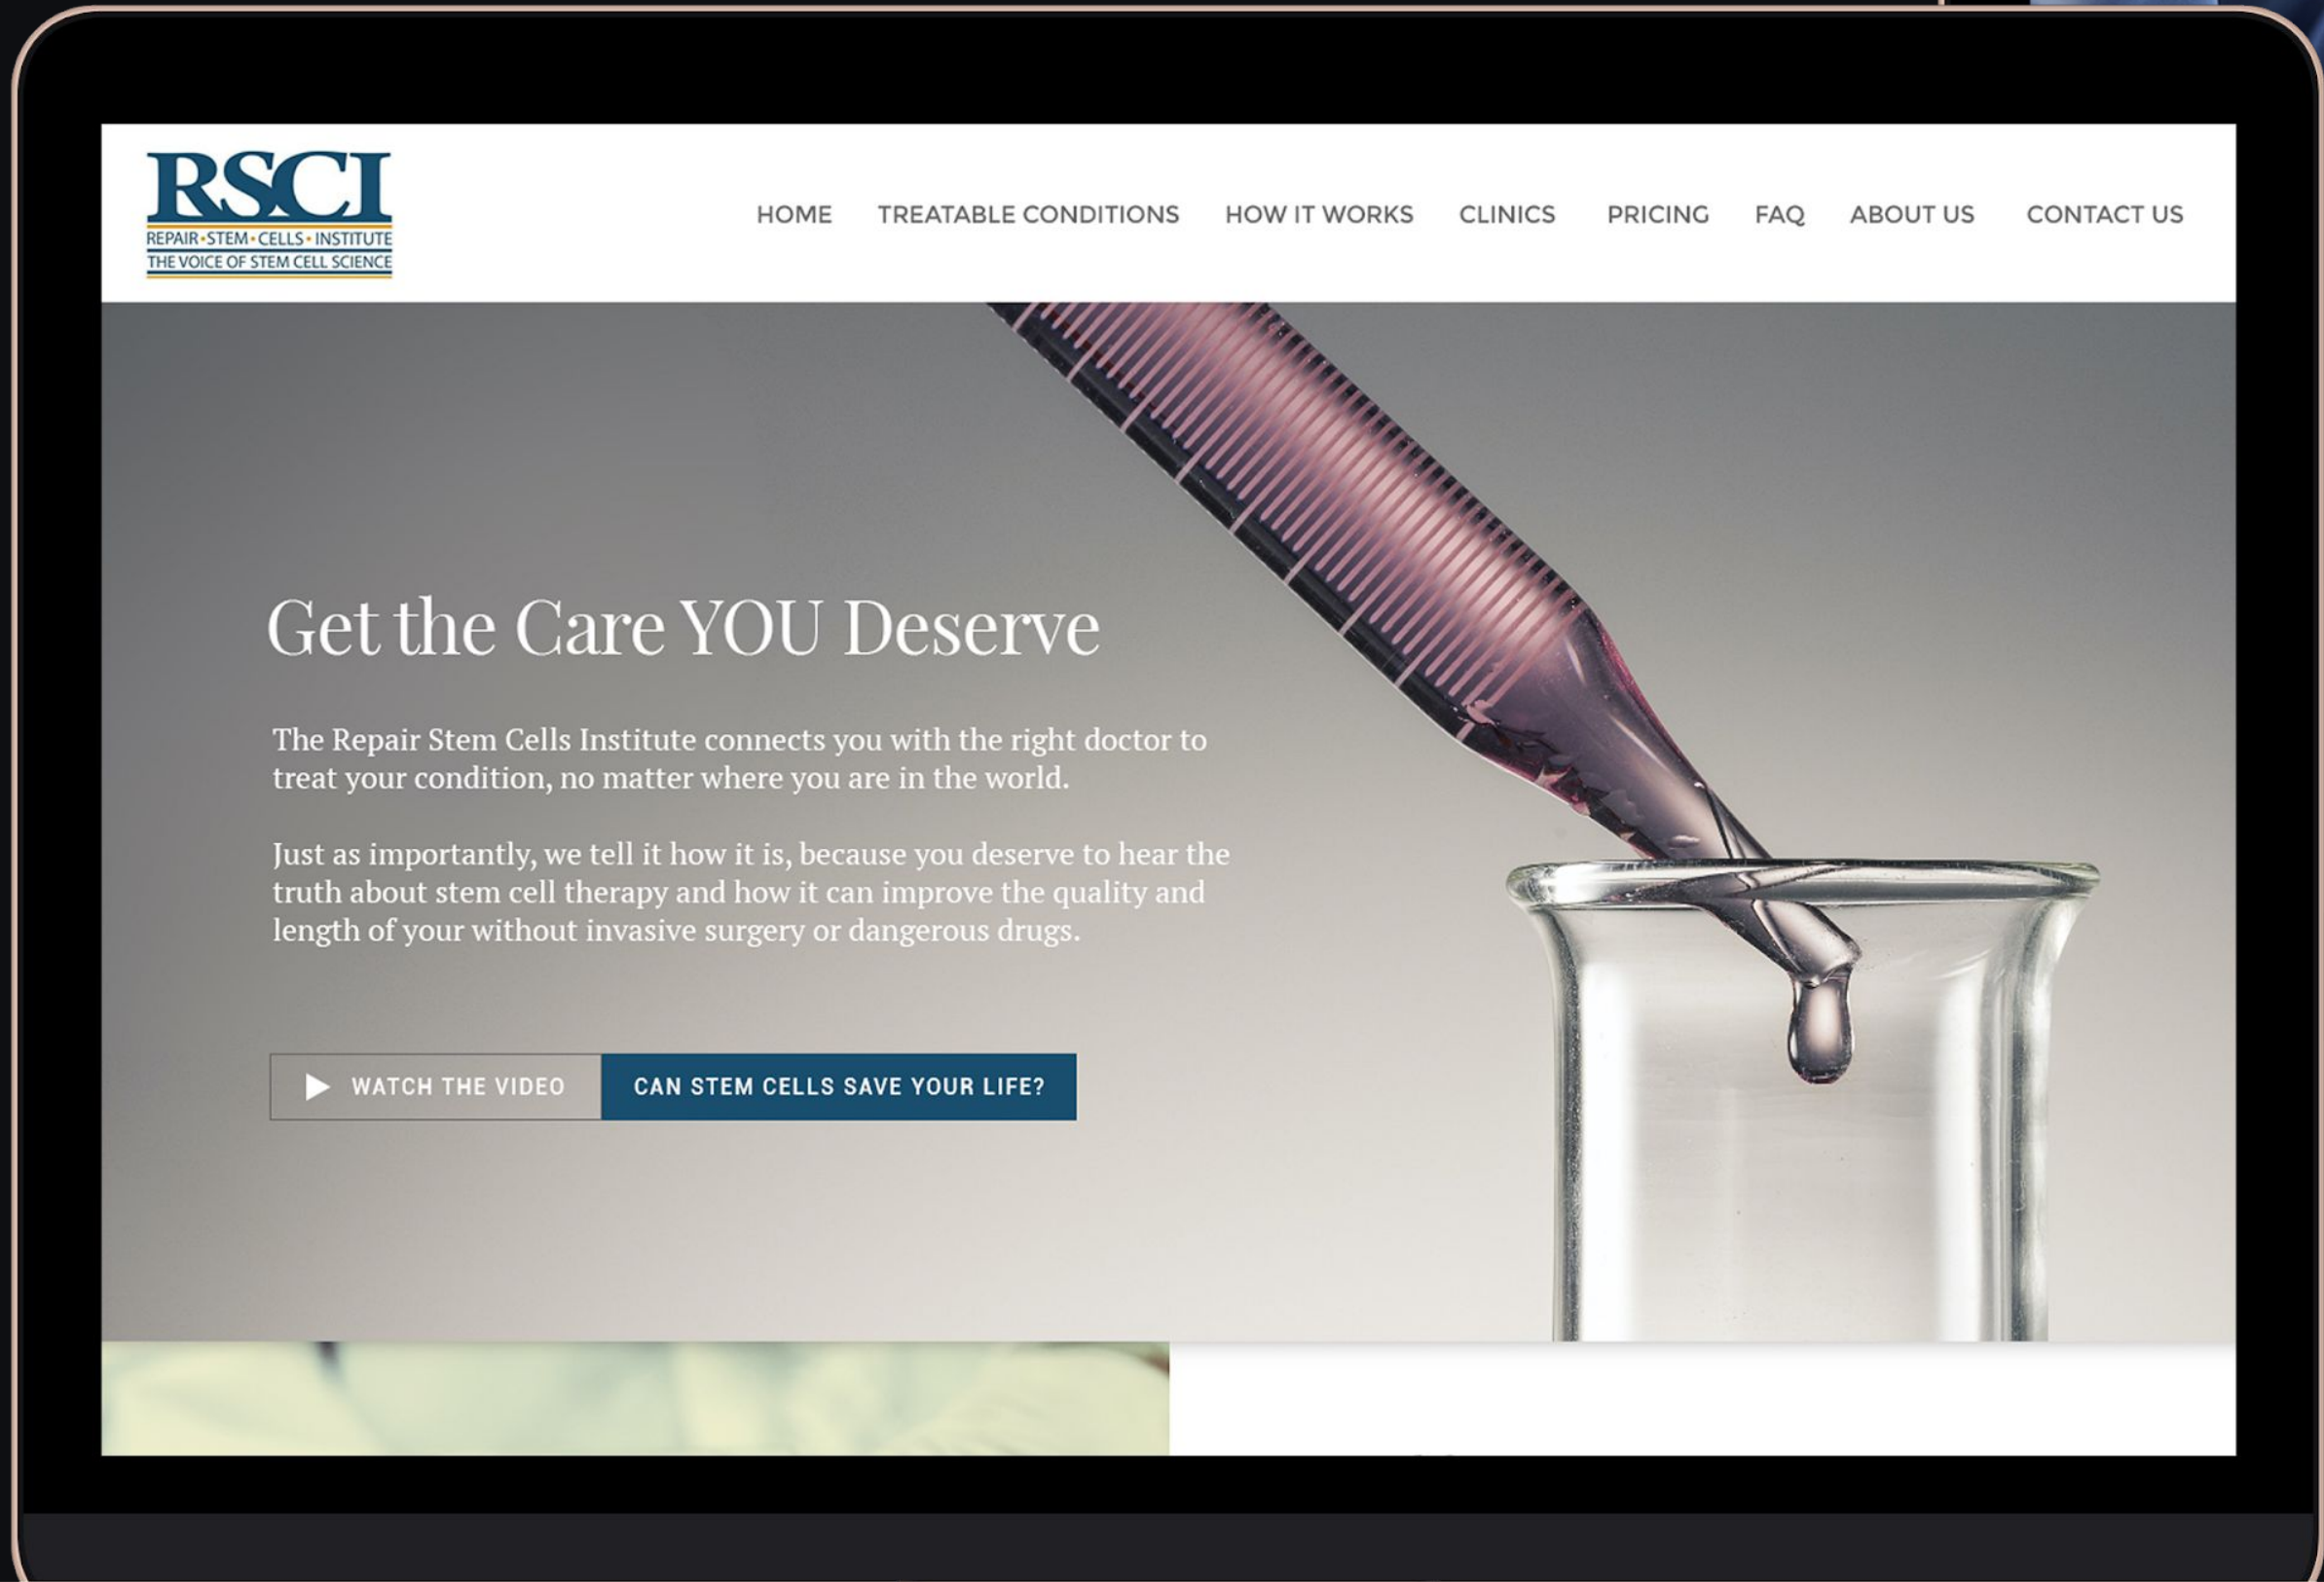 RSCI
REPAIR•STEM•CELLS•INSTITUTE
THE VOICE OF STEM CELL SCIENCE
HOME TREATABLE CONDITIONS HOW IT WORKS CLINICS PRICING FAQ ABOUT US CONTACT US
Get the Care YOU Deserve
The Repair Stem Cells Institute connects you with the right doctor to
treat your condition, no matter where you are in the world.
Just as importantly, we tell it how it is, because you deserve to hear the
truth about stem cell therapy and how it can improve the quality and
length of your without invasive surgery or dangerous drugs.
WATCH THE VIDEO CAN STEM CELLS SAVE YOUR LIFE?